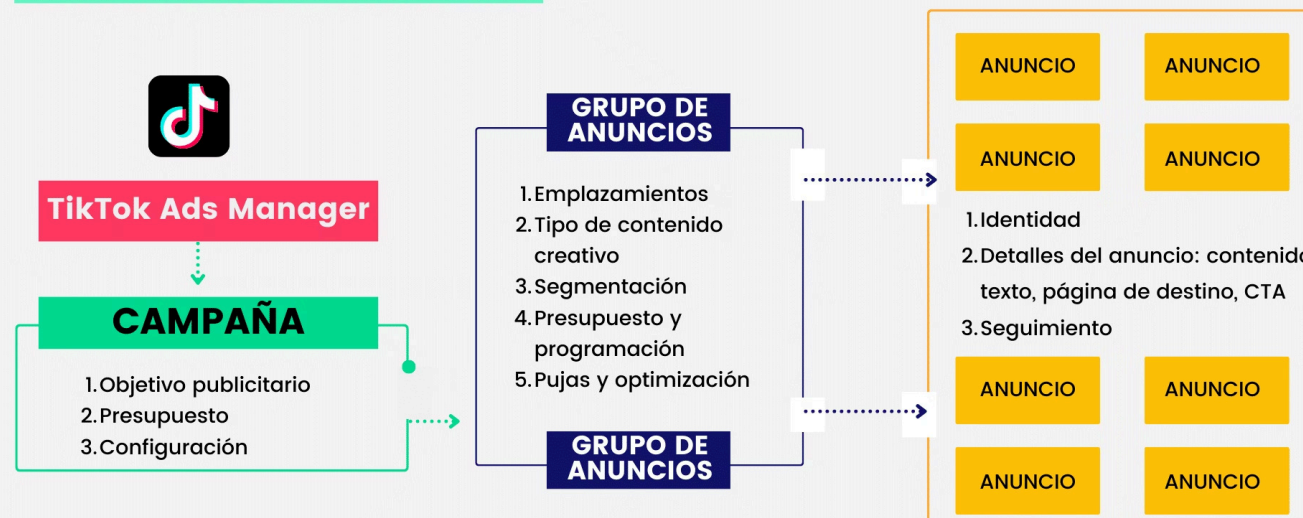 TikTok Ads Manager
CAMPAÑA
1.Objetivo publicitario
2.Presupuesto
3.Configuración
GRUPO DE
ANUNCIOS
1.Emplazamientos
2.Tipo de contenido
creativo
3.Segmentación
4.Presupuesto y
programación
5.Pujas y optimización
GRUPO DE
ANUNCIOS
ANUNCIO
ANUNCIO
ANUNCIO
ANUNCIO
1.Identidad
2.Detalles del anuncio: contenido
texto, página de destino, CTA
3.Seguimiento
ANUNCIO
ANUNCIO
ANUNCIO
ANUNCIO